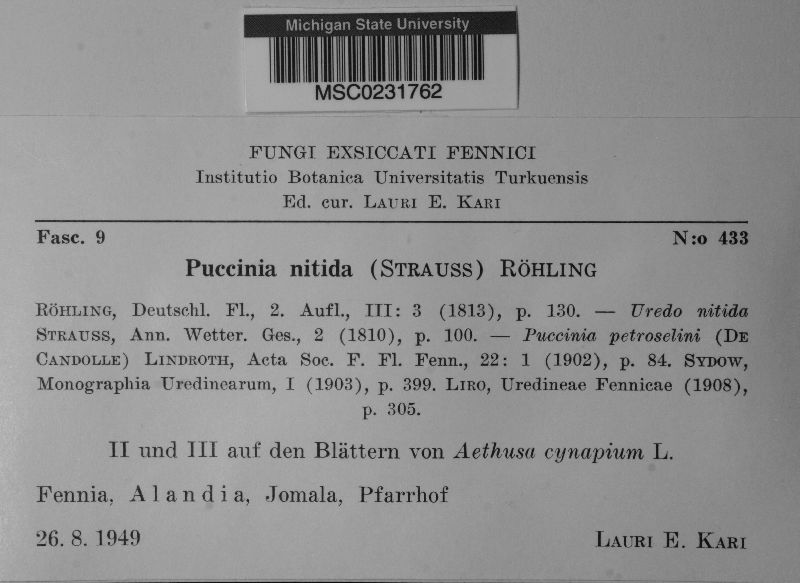 Michigan State University
MSC0231762
FUNGI EXSICCATI FENNICI
Institutio Botanica Universitatis Turkuensis
Ed. cur. LAURI E. KARI
Fasc. 9 N:o 433
Puccinia nitida (STRAUSS) RÖHLING
RÖHLING, Deutschl. Fl., 2. Aufl., III: 3 (1813), p. 130. — Uredo nitida
STRAUSS, Ann. Wetter. Ges., 2 (1810), p. 100. — Puccinia petroselini (DE
CANDOLLE) LINDROTH, Acta Soc. F. Fl. Fenn., 22: 1 (1902), p. 84. SYDOW,
Monographia Uredinearum, I (1903), p. 399. LIRO, Uredineae Fennicae (1908),
p. 305.
II und III auf den Blättern von Aethusa cynapium L.
Fennia, Alandia, Jomala, Pfarrhof
26. 8. 1949 LAURI E. KARI